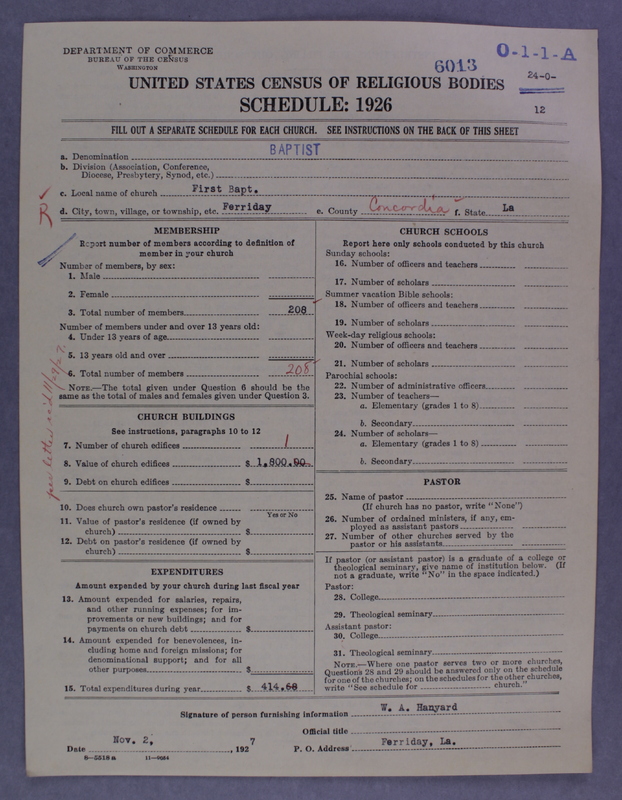 DEPARTMENT OF COMMERCE
BUREAU OF THE CENSUS
WASHINGTON
6013
O-1-1-A
24-0-
12
UNITED STATES CENSUS OF RELIGIOUS BODIES
SCHEDULE: 1926
FILL OUT A SEPARATE SCHEDULE FOR EACH CHURCH. SEE INSTRUCTIONS ON THE BACK OF THIS SHEET
a. Denomination BAPTIST
b. Division (Association, Conference,
Diocese, Presbytery, Synod, etc.)
c. Local name of church First Bapt.
R
d. City, town, village, or township, etc. Ferriday e. County Concordia f. State La
MEMBERSHIP
Report number of members according to definition of
member in your church
Number of members, by sex:
1. Male
2. Female
3. Total number of members 208
Number of members under and over 13 years old:
4. Under 13 years of age
5. 13 years old and over
6. Total number of members 208
NOTE.—The total given under Question 6 should be the
same as the total of males and females given under Question 3.
per letter recd 11/29/27.
CHURCH BUILDINGS
See instructions, paragraphs 10 to 12
7. Number of church edifices 1
8. Value of church edifices $ 1,800.00
9. Debt on church edifices $
10. Does church own pastor's residence
Yes or No
11. Value of pastor's residence (if owned by
church) $
12. Debt on pastor's residence (if owned by
church) $
EXPENDITURES
Amount expended by your church during last fiscal year
13. Amount expended for salaries, repairs,
and other running expenses; for im-
provements or new buildings; and for
payments on church debt $
14. Amount expended for benevolences, in-
cluding home and foreign missions; for
denominational support; and for all
other purposes $
15. Total expenditures during year $ 414.68
CHURCH SCHOOLS
Report here only schools conducted by this church
Sunday schools:
16. Number of officers and teachers
17. Number of scholars
Summer vacation Bible schools:
18. Number of officers and teachers
19. Number of scholars
Week-day religious schools:
20. Number of officers and teachers
21. Number of scholars
Parochial schools:
22. Number of administrative officers
23. Number of teachers—
a. Elementary (grades 1 to 8)
b. Secondary
24. Number of scholars—
a. Elementary (grades 1 to 8)
b. Secondary
PASTOR
25. Name of pastor
(If church has no pastor, write "None")
26. Number of ordained ministers, if any, em-
ployed as assistant pastors
27. Number of other churches served by the
pastor or his assistants
If pastor (or assistant pastor) is a graduate of a college or
theological seminary, give name of institution below. (If
not a graduate, write "No" in the space indicated.)
Pastor:
28. College
29. Theological seminary
Assistant pastor:
30. College
31. Theological seminary
NOTE.—Where one pastor serves two or more churches,
Questions 28 and 29 should be answered only on the schedule
for one of the churches; on the schedules for the other churches,
write "See schedule for church."
Signature of person furnishing information W. A. Hanyard
Official title
Date Nov. 2, , 192 7 P. O. Address Ferriday, La.
8—5518 a 11—9034